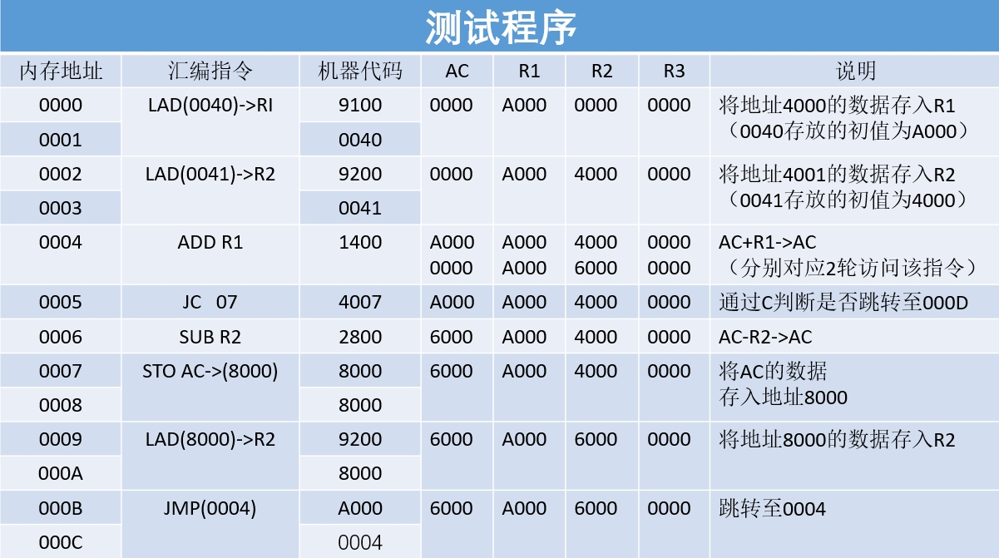 测试程序
内存地址 汇编指令 机器代码 AC R1 R2 R3 说明
0000 LAD(0040)->RI 9100 0000 A000 0000 0000 将地址4000的数据存入R1
（0040存放的初值为A000）
0001 0040
0002 LAD(0041)->R2 9200 0000 A000 4000 0000 将地址4001的数据存入R2
（0041存放的初值为4000）
0003 0041
0004 ADD R1 1400 A000 A000 4000 0000 AC+R1->AC
0000 A000 6000 0000 （分别对应2轮访问该指令）
0005 JC 07 4007 A000 A000 4000 0000 通过C判断是否跳转至000D
0006 SUB R2 2800 6000 A000 4000 0000 AC-R2->AC
0007 STO AC->(8000) 8000 6000 A000 4000 0000 将AC的数据
存入地址8000
0008 8000
0009 LAD(8000)->R2 9200 6000 A000 6000 0000 将地址8000的数据存入R2
000A 8000
000B JMP(0004) A000 6000 A000 6000 0000 跳转至0004
000C 0004